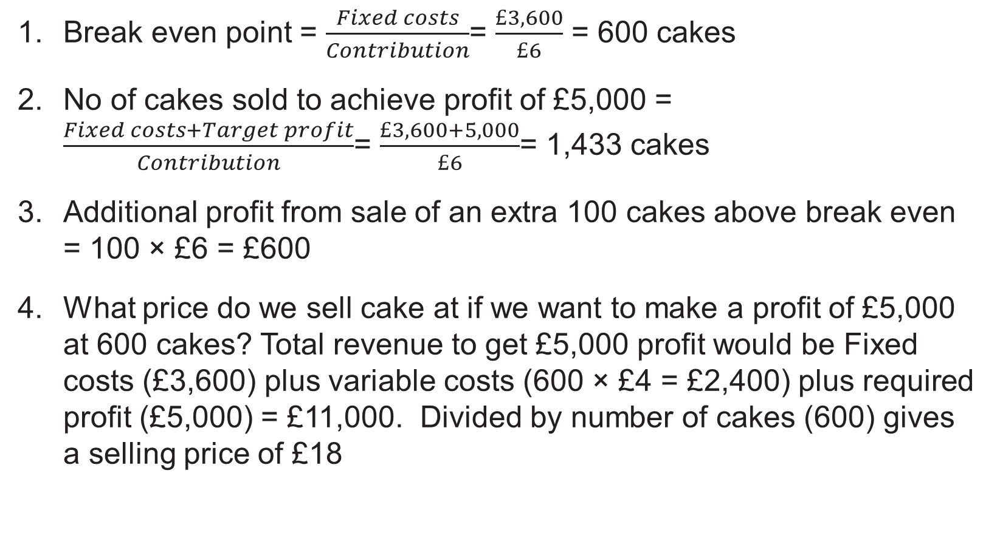 1. Break even point = Fixed costs / Contribution = £3,600 / £6 = 600 cakes
2. No of cakes sold to achieve profit of £5,000 =
Fixed costs+Target profit / Contribution = £3,600+5,000 / £6 = 1,433 cakes
3. Additional profit from sale of an extra 100 cakes above break even
= 100 × £6 = £600
4. What price do we sell cake at if we want to make a profit of £5,000
at 600 cakes? Total revenue to get £5,000 profit would be Fixed
costs (£3,600) plus variable costs (600 × £4 = £2,400) plus required
profit (£5,000) = £11,000. Divided by number of cakes (600) gives
a selling price of £18